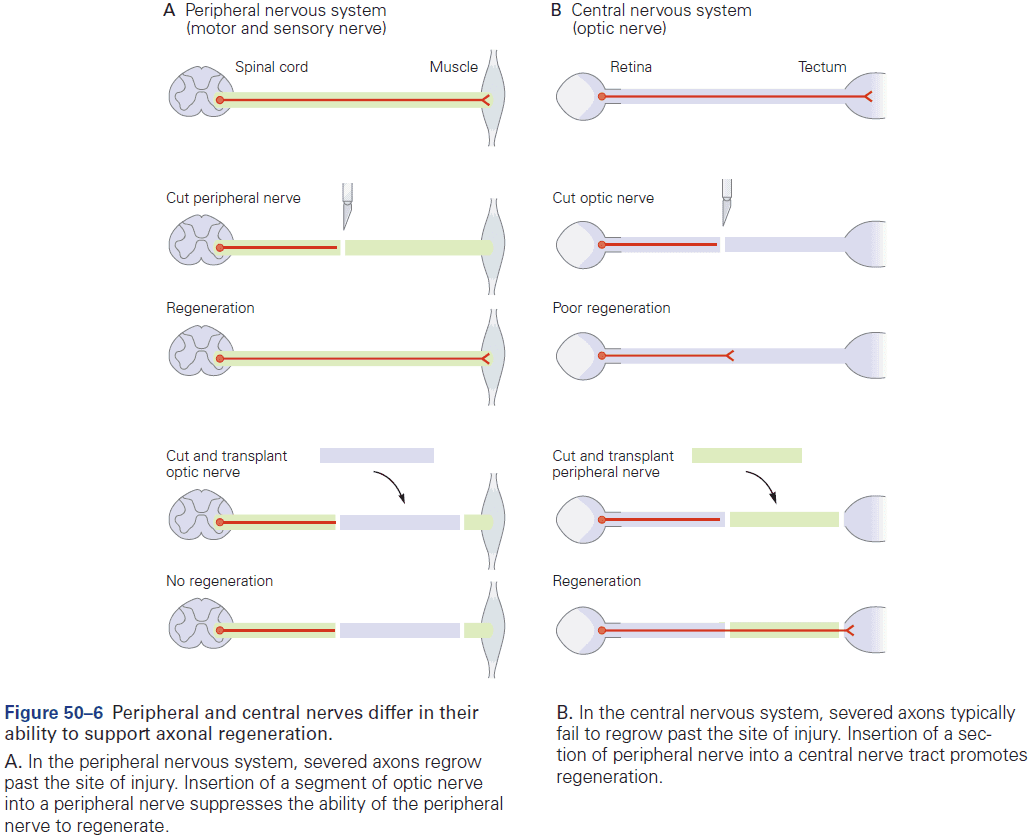 A Peripheral nervous system
(motor and sensory nerve)
Spinal cord
Muscle
Cut peripheral nerve
Regeneration
Cut and transplant
optic nerve
No regeneration
B Central nervous system
(optic nerve)
Retina
Tectum
Cut optic nerve
Poor regeneration
Cut and transplant
peripheral nerve
Regeneration
Figure 50–6 Peripheral and central nerves differ in their
ability to support axonal regeneration.
A. In the peripheral nervous system, severed axons regrow
past the site of injury. Insertion of a segment of optic nerve
into a peripheral nerve suppresses the ability of the peripheral
nerve to regenerate.
B. In the central nervous system, severed axons typically
fail to regrow past the site of injury. Insertion of a sec-
tion of peripheral nerve into a central nerve tract promotes
regeneration.